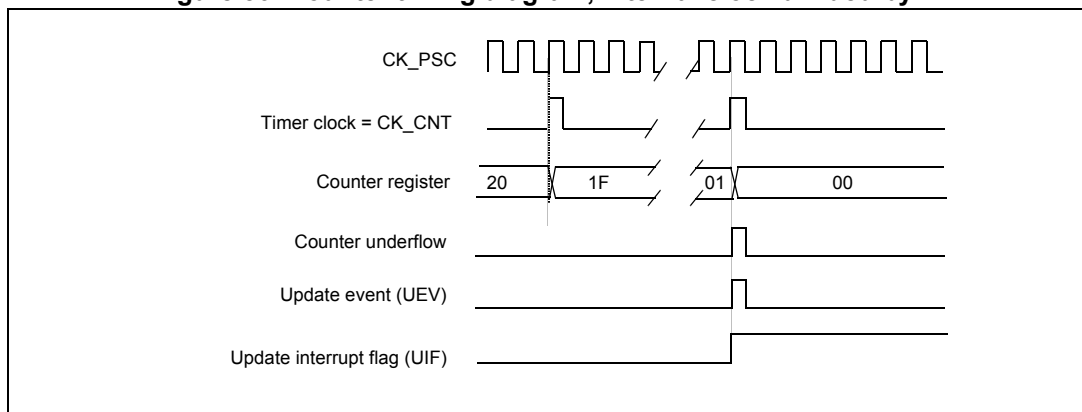 CK_PSC
Timer clock = CK_CNT
Counter register 20 1F 01 00
Counter underflow
Update event (UEV)
Update interrupt flag (UIF)